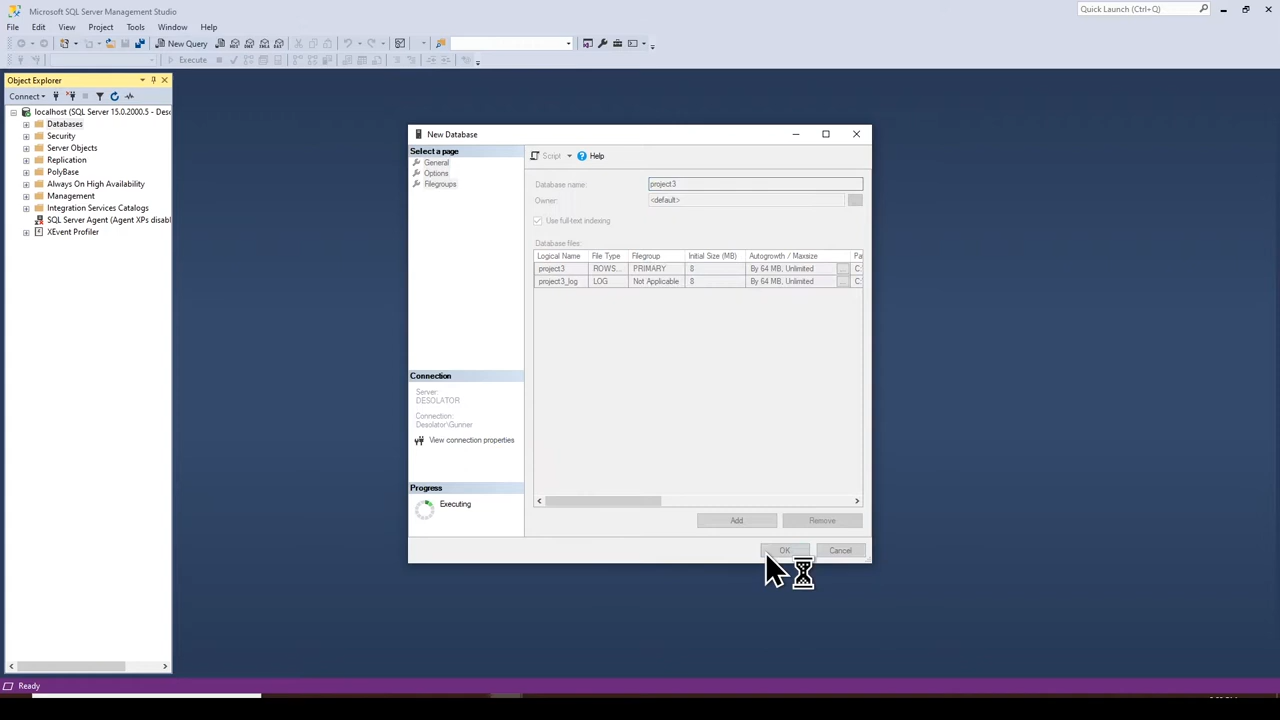 Microsoft SQL Server Management Studio
Quick Launch (Ctrl+Q)
File Edit View Project Tools Window Help
New Query
Execute
Object Explorer
Connect
localhost (SQL Server 15.0.2000.5 - Deso
Databases
Security
Server Objects
Replication
PolyBase
Always On High Availability
Management
Integration Services Catalogs
SQL Server Agent (Agent XPs disabl
XEvent Profiler
New Database
Select a page
General
Options
Filegroups
Script Help
Database name: project3
Owner: <default>
...
Use full-text indexing
Database files:
Logical Name File Type Filegroup Initial Size (MB) Autogrowth / Maxsize Pa
project3 ROWS... PRIMARY 8 By 64 MB, Unlimited ... C:
project3_log LOG Not Applicable 8 By 64 MB, Unlimited ... C:
Connection
Server:
DESOLATOR
Connection:
Desolator\Gunner
View connection properties
Progress
Executing
Add Remove
OK Cancel
Ready